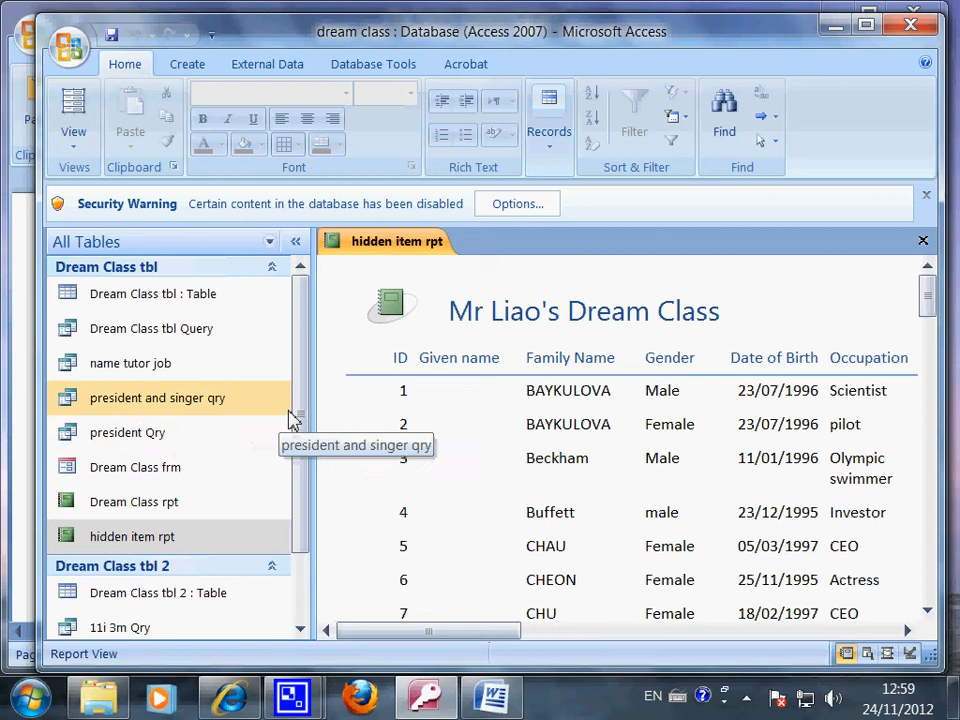 dream class : Database (Access 2007) - Microsoft Access
Home Create External Data Database Tools Acrobat
View Paste B I U A Records Filter Find
Views Clipboard Font Rich Text Sort & Filter Find
Security Warning Certain content in the database has been disabled Options...
All Tables
Dream Class tbl
Dream Class tbl : Table
Dream Class tbl Query
name tutor job
president and singer qry
president Qry
Dream Class frm
Dream Class rpt
hidden item rpt
Dream Class tbl 2
Dream Class tbl 2 : Table
11i 3m Qry
president and singer qry
hidden item rpt
Mr Liao's Dream Class
ID Given name Family Name Gender Date of Birth Occupation
1 BAYKULOVA Male 23/07/1996 Scientist
2 BAYKULOVA Female 23/07/1996 pilot
3 Beckham Male 11/01/1996 Olympic
swimmer
4 Buffett male 23/12/1995 Investor
5 CHAU Female 05/03/1997 CEO
6 CHEON Female 25/11/1995 Actress
7 CHU Female 18/02/1997 CEO
Report View
EN 12:59
24/11/2012